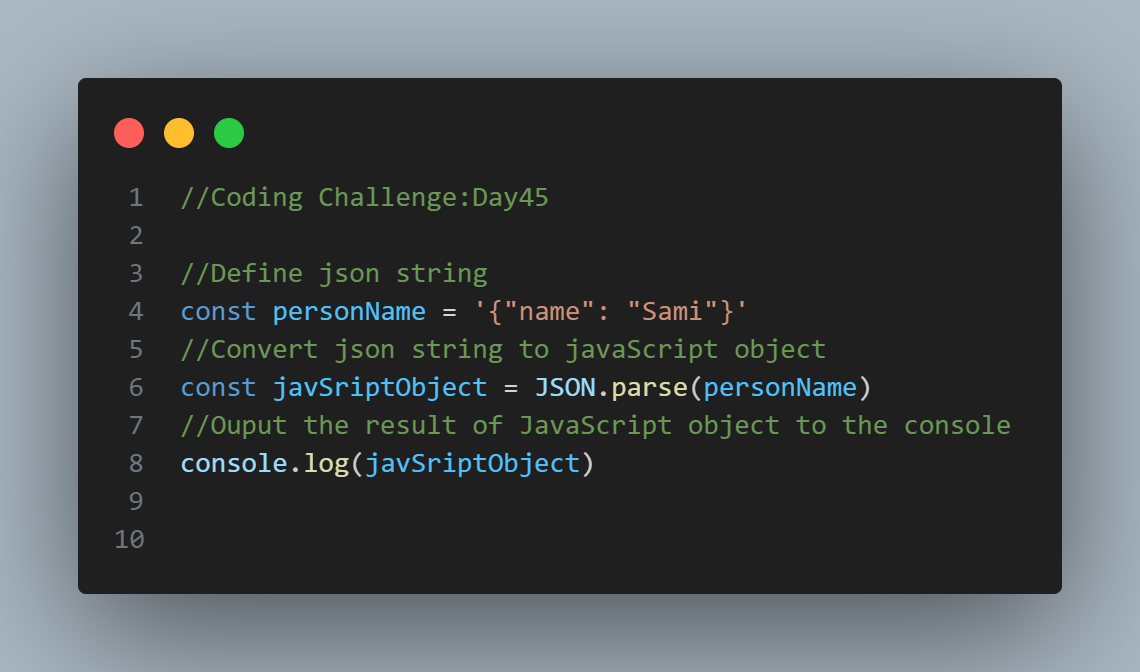 1 //Coding Challenge:Day45
2
3 //Define json string
4 const personName = '{"name": "Sami"}'
5 //Convert json string to javaScript object
6 const javSriptObject = JSON.parse(personName)
7 //Ouput the result of JavaScript object to the console
8 console.log(javSriptObject)
9
10